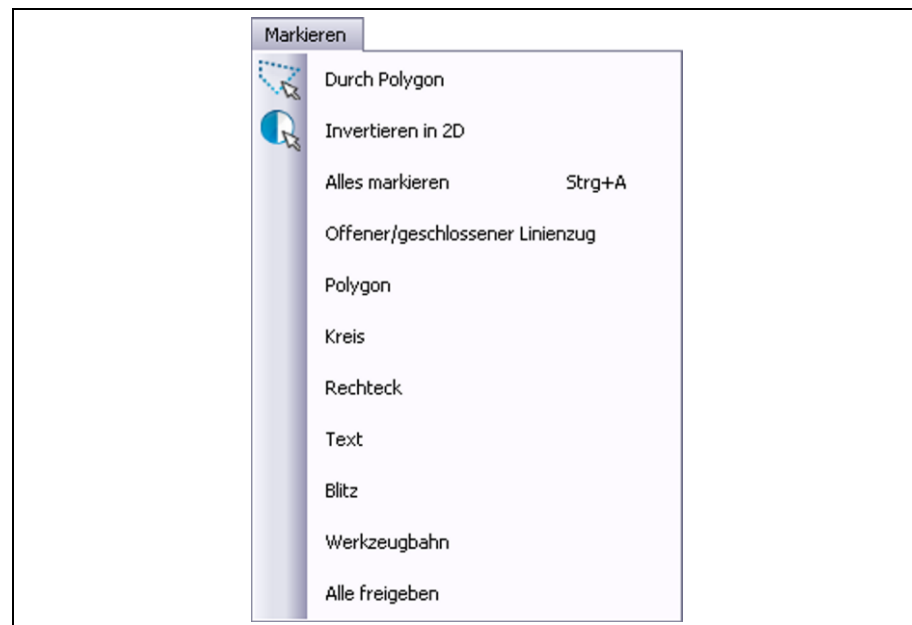 Markieren
Durch Polygon
Invertieren in 2D
Alles markieren Strg+A
Offener/geschlossener Linienzug
Polygon
Kreis
Rechteck
Text
Blitz
Werkzeugbahn
Alle freigeben